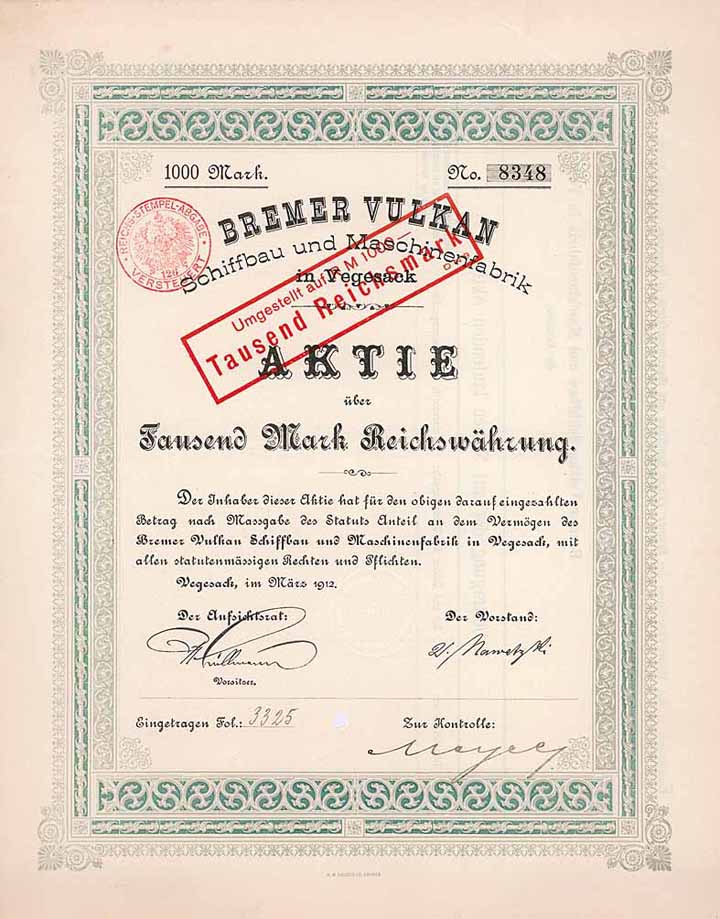 1000 Mark.
No. 8348
REICHS-STEMPEL-ABGABE
126
VERSTEUERT
BREMER VULKAN
Schiffbau und Maschinenfabrik
in Vegesack
Umgestellt auf R M 1000
Tausend Reichsmark
AKTIE
über
Tausend Mark Reichswährung.
Der Inhaber dieser Aktie hat für den obigen darauf eingezahlten
Betrag nach Massgabe des Statuts Anteil an dem Vermögen des
Bremer Vulkan Schiffbau und Maschinenfabrik in Vegesack, mit
allen statutenmässigen Rechten und Pflichten.
Vegesack, im März 1912.
Der Aufsichtsrat:
Der Vorstand:
Vorsitzer.
Eingetragen Fol.: 3325
Zur Kontrolle: